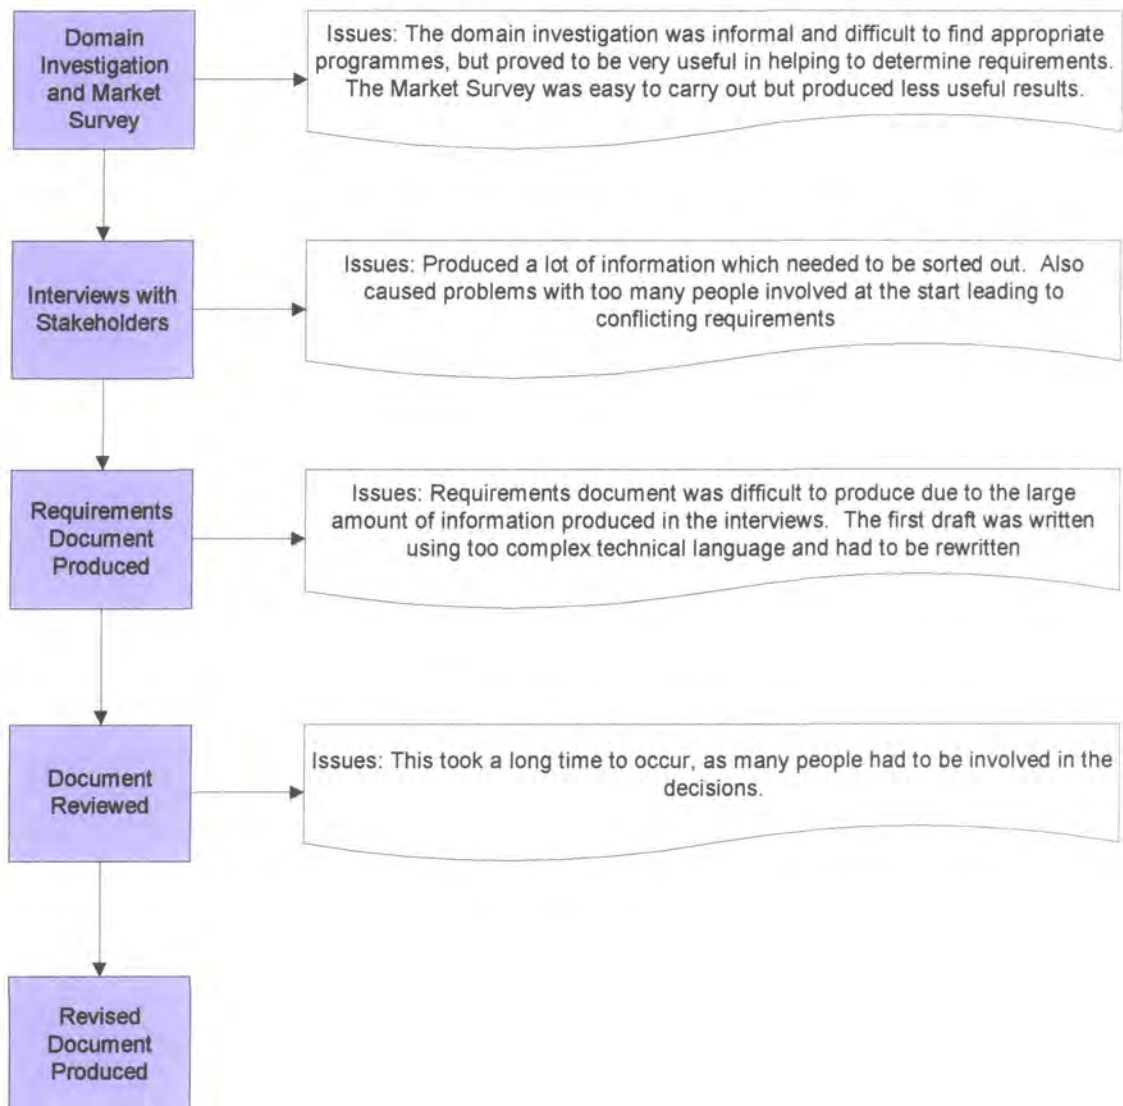 Domain
Investigation
and Market
Survey
Issues: The domain investigation was informal and difficult to find appropriate
programmes, but proved to be very useful in helping to determine requirements.
The Market Survey was easy to carry out but produced less useful results.
Interviews with
Stakeholders
Issues: Produced a lot of information which needed to be sorted out. Also
caused problems with too many people involved at the start leading to
conflicting requirements
Requirements
Document
Produced
Issues: Requirements document was difficult to produce due to the large
amount of information produced in the interviews. The first draft was written
using too complex technical language and had to be rewritten
Document
Reviewed
Issues: This took a long time to occur, as many people had to be involved in the
decisions.
Revised
Document
Produced